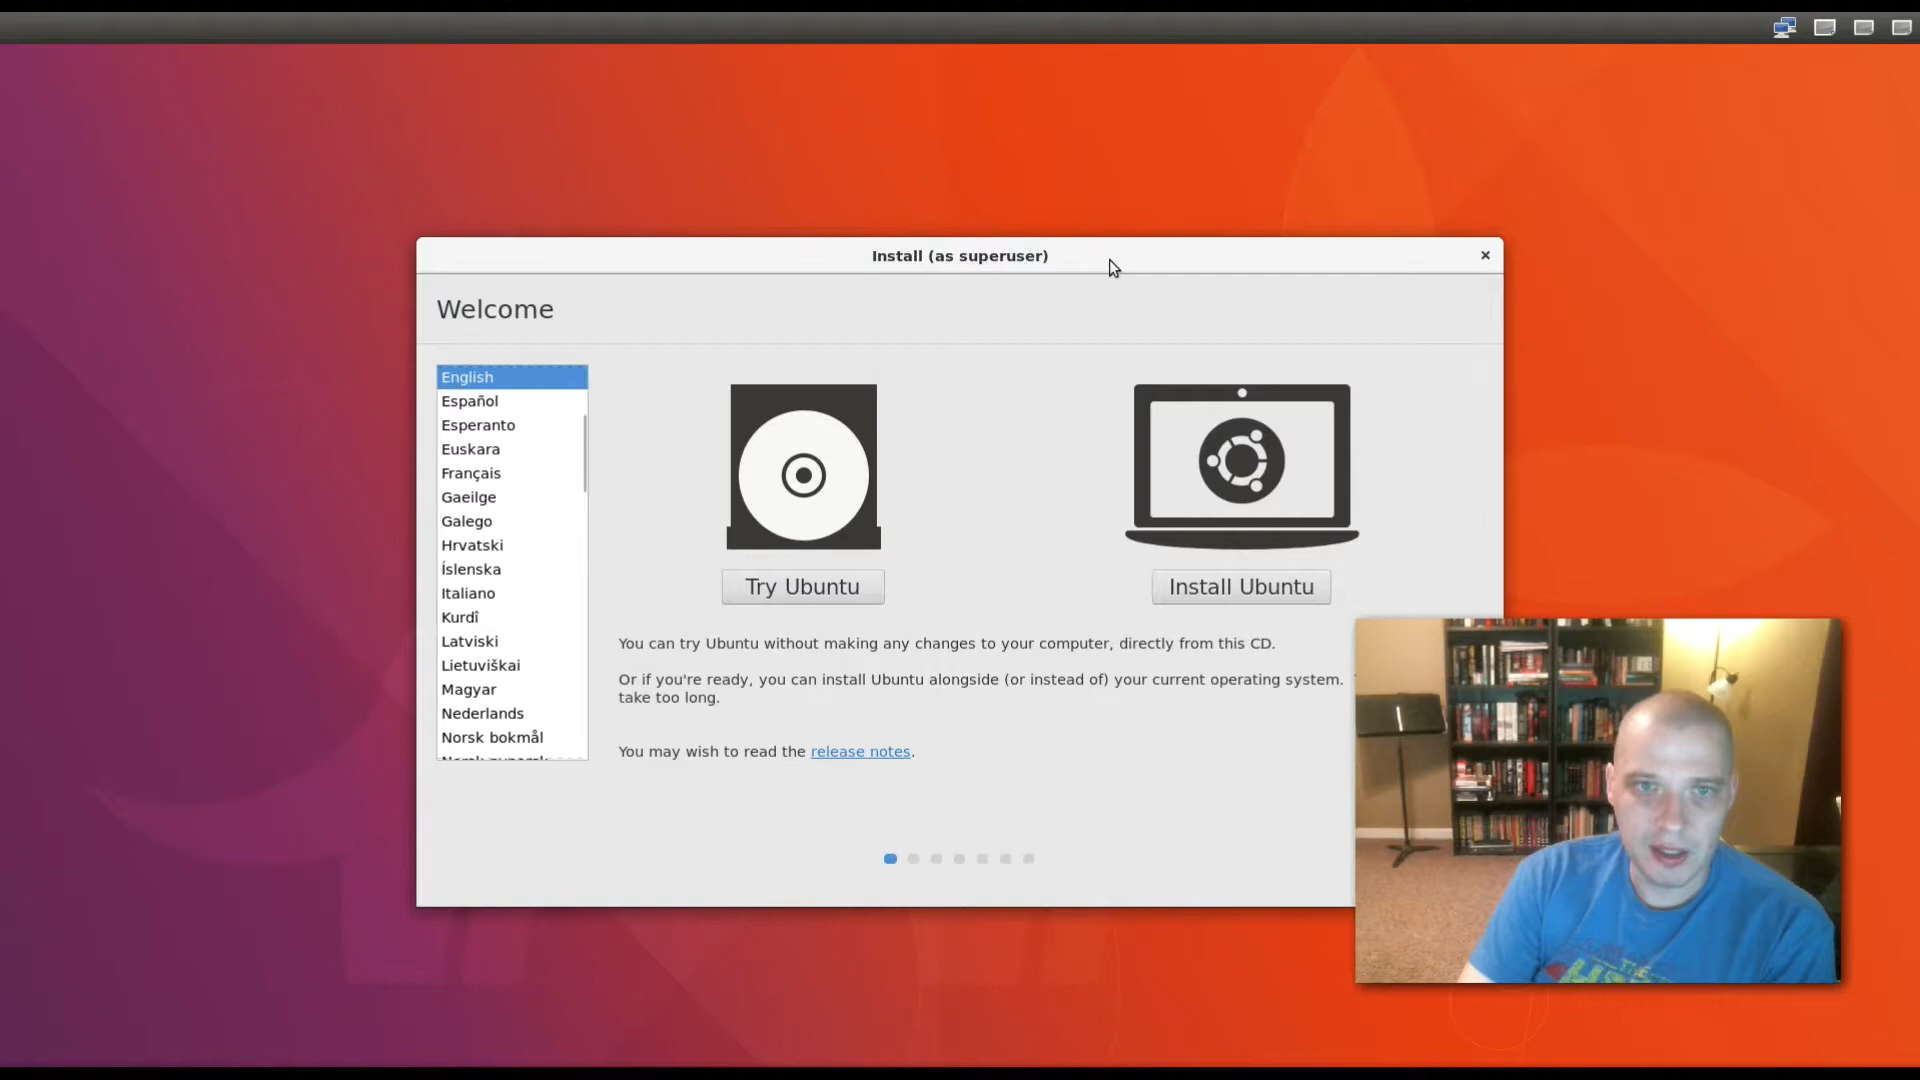 Install (as superuser)
Welcome
English
Español
Esperanto
Euskara
Français
Gaeilge
Galego
Hrvatski
Íslenska
Italiano
Kurdî
Latviski
Lietuviškai
Magyar
Nederlands
Norsk bokmål
Try Ubuntu
Install Ubuntu
You can try Ubuntu without making any changes to your computer, directly from this CD.
Or if you're ready, you can install Ubuntu alongside (or instead of) your current operating system.
take too long.
You may wish to read the release notes.
THE